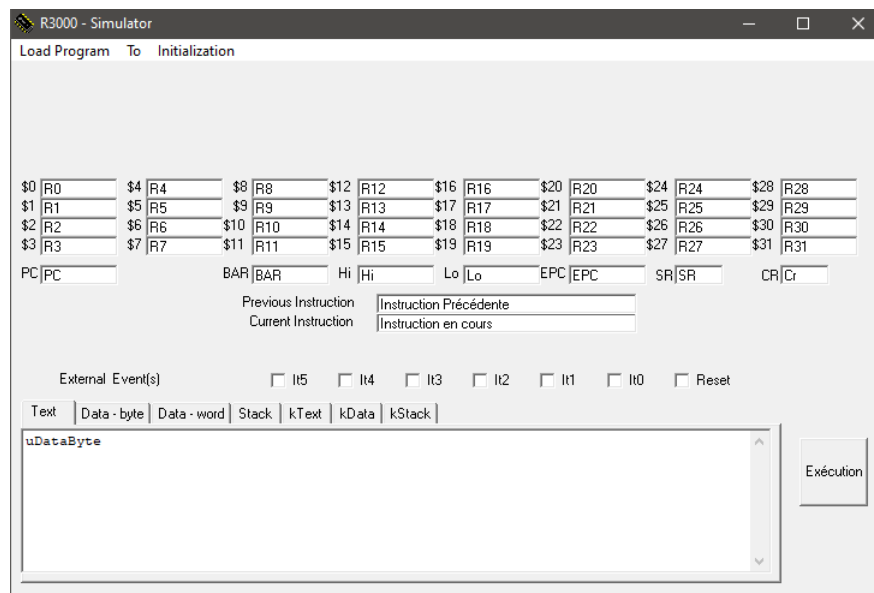 R3000 - Simulator
Load Program To Initialization
$0 R0 $4 R4 $8 R8 $12 R12 $16 R16 $20 R20 $24 R24 $28 R28
$1 R1 $5 R5 $9 R9 $13 R13 $17 R17 $21 R21 $25 R25 $29 R29
$2 R2 $6 R6 $10 R10 $14 R14 $18 R18 $22 R22 $26 R26 $30 R30
$3 R3 $7 R7 $11 R11 $15 R15 $19 R19 $23 R23 $27 R27 $31 R31
PC PC BAR BAR Hi Hi Lo Lo EPC EPC SR SR CR Cr
Previous Instruction Instruction Précédente
Current Instruction Instruction en cours
External Event(s) It5 It4 It3 It2 It1 It0 Reset
Text Data - byte Data - word Stack kText kData kStack
uDataByte
Exécution